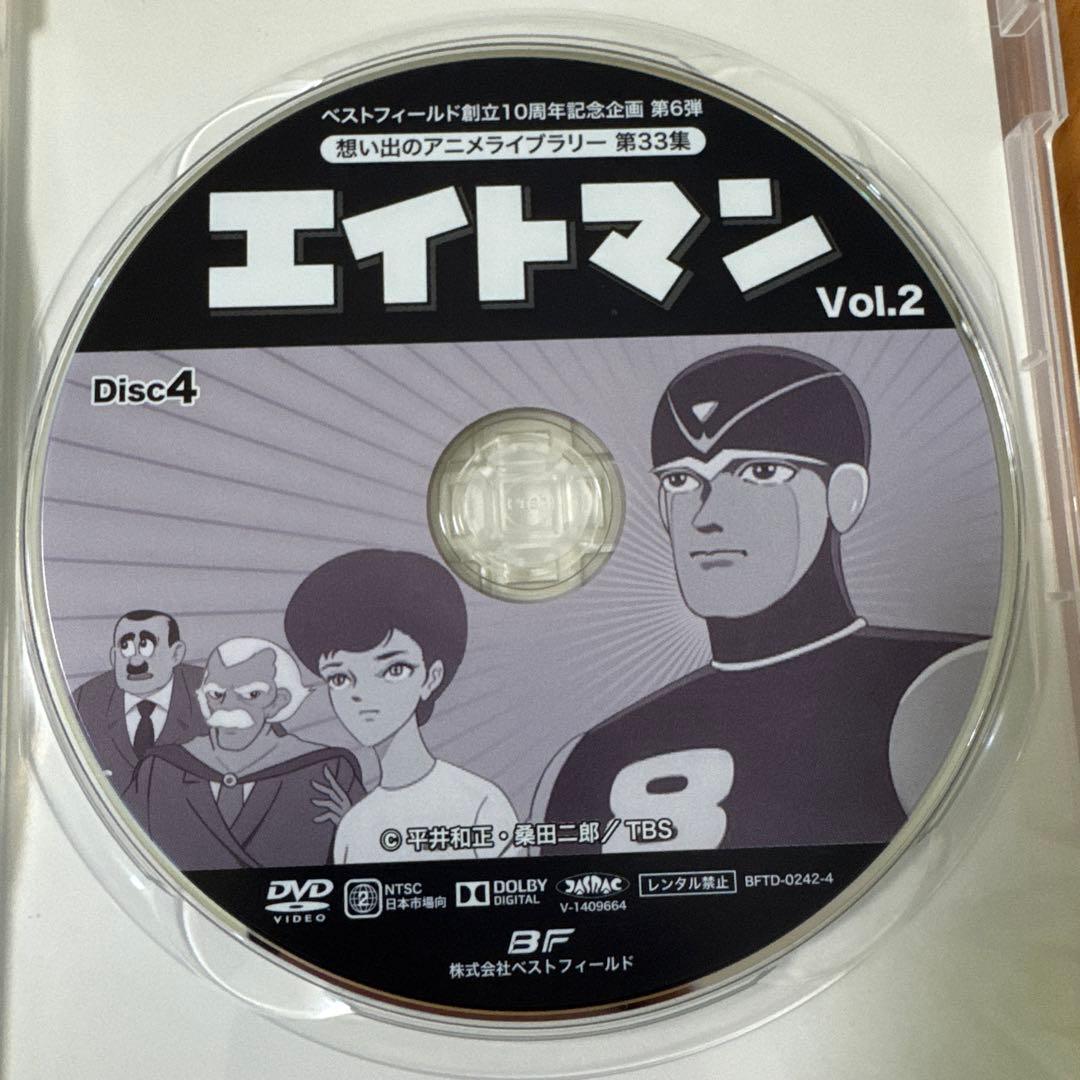 ベストフィールド創立10周年記念企画 第6弾
想い出のアニメライブラリー 第33集
エイトマン
Vol.2
Disc4
8
© 平井和正・桑田二郎／TBS
DVD
VIDEO
2
NTSC
日本市場向
DOLBY
DIGITAL
JASRAC
V-1409664
レンタル禁止
BFTD-0242-4
BF
株式会社ベストフィールド